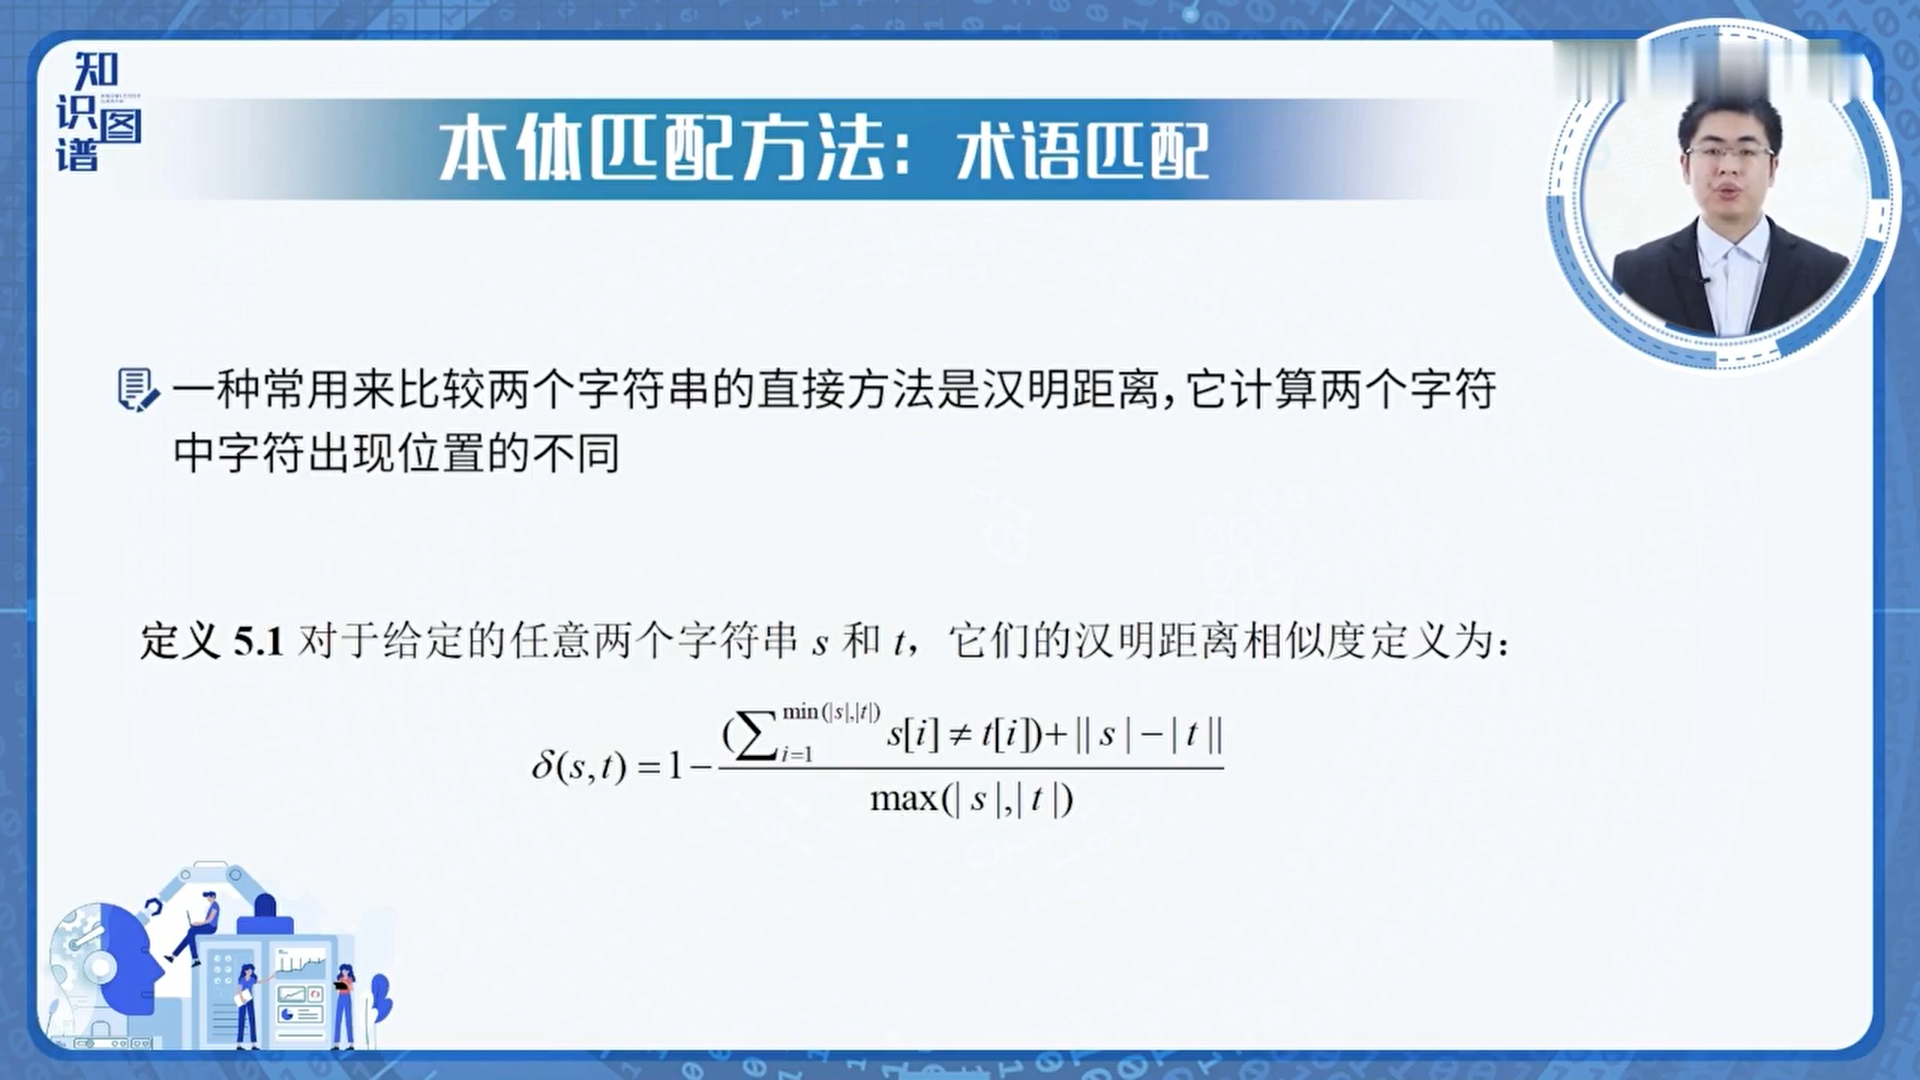 知识图谱
本体匹配方法：术语匹配
一种常用来比较两个字符串的直接方法是汉明距离，它计算两个字符
中字符出现位置的不同
定义 5.1 对于给定的任意两个字符串 s 和 t，它们的汉明距离相似度定义为：
δ(s,t) = 1 − ((∑_{i=1}^{min(|s|,|t|)} s[i] ≠ t[i]) + ||s| − |t||) / max(|s|,|t|)